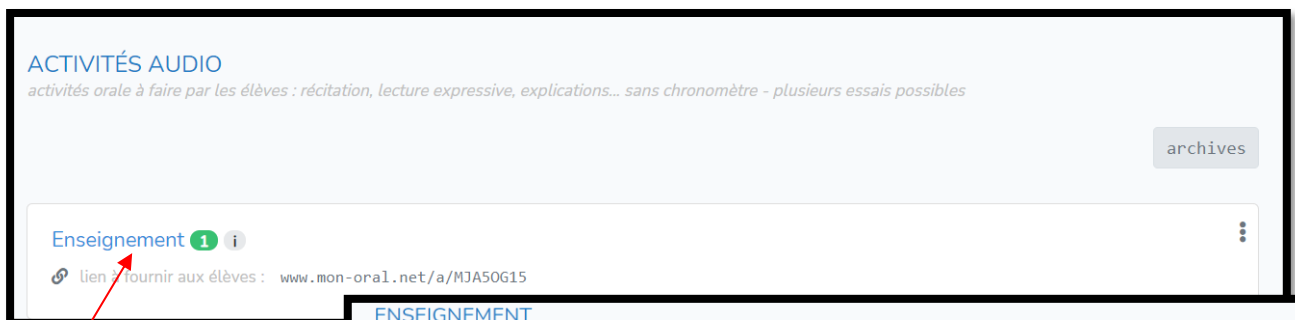 ACTIVITÉS AUDIO
activités orale à faire par les élèves : récitation, lecture expressive, explications... sans chronomètre - plusieurs essais possibles
archives
Enseignement 1 i
lien à fournir aux élèves : www.mon-oral.net/a/MJA5OG15
ENSEIGNEMENT